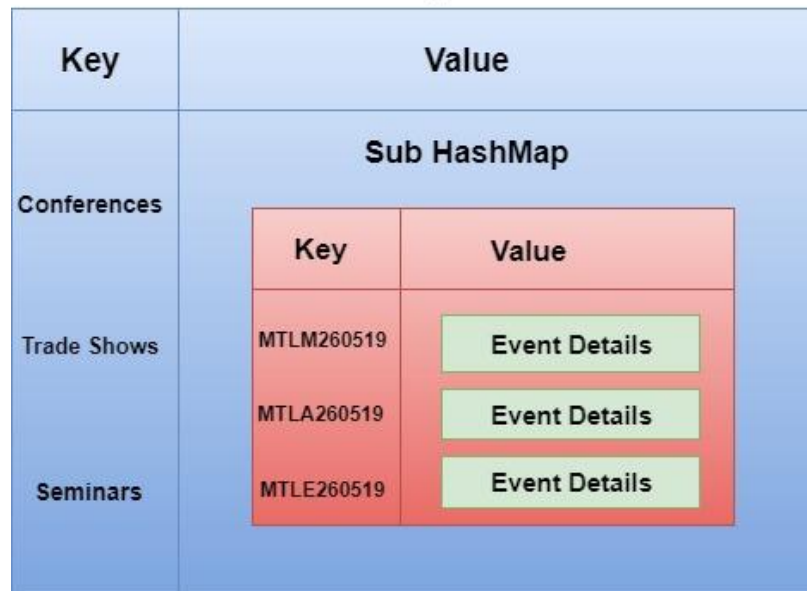 Key Value
Sub HashMap
Conferences
Key Value
MTLM260519 Event Details
Trade Shows
MTLA260519 Event Details
MTLE260519 Event Details
Seminars